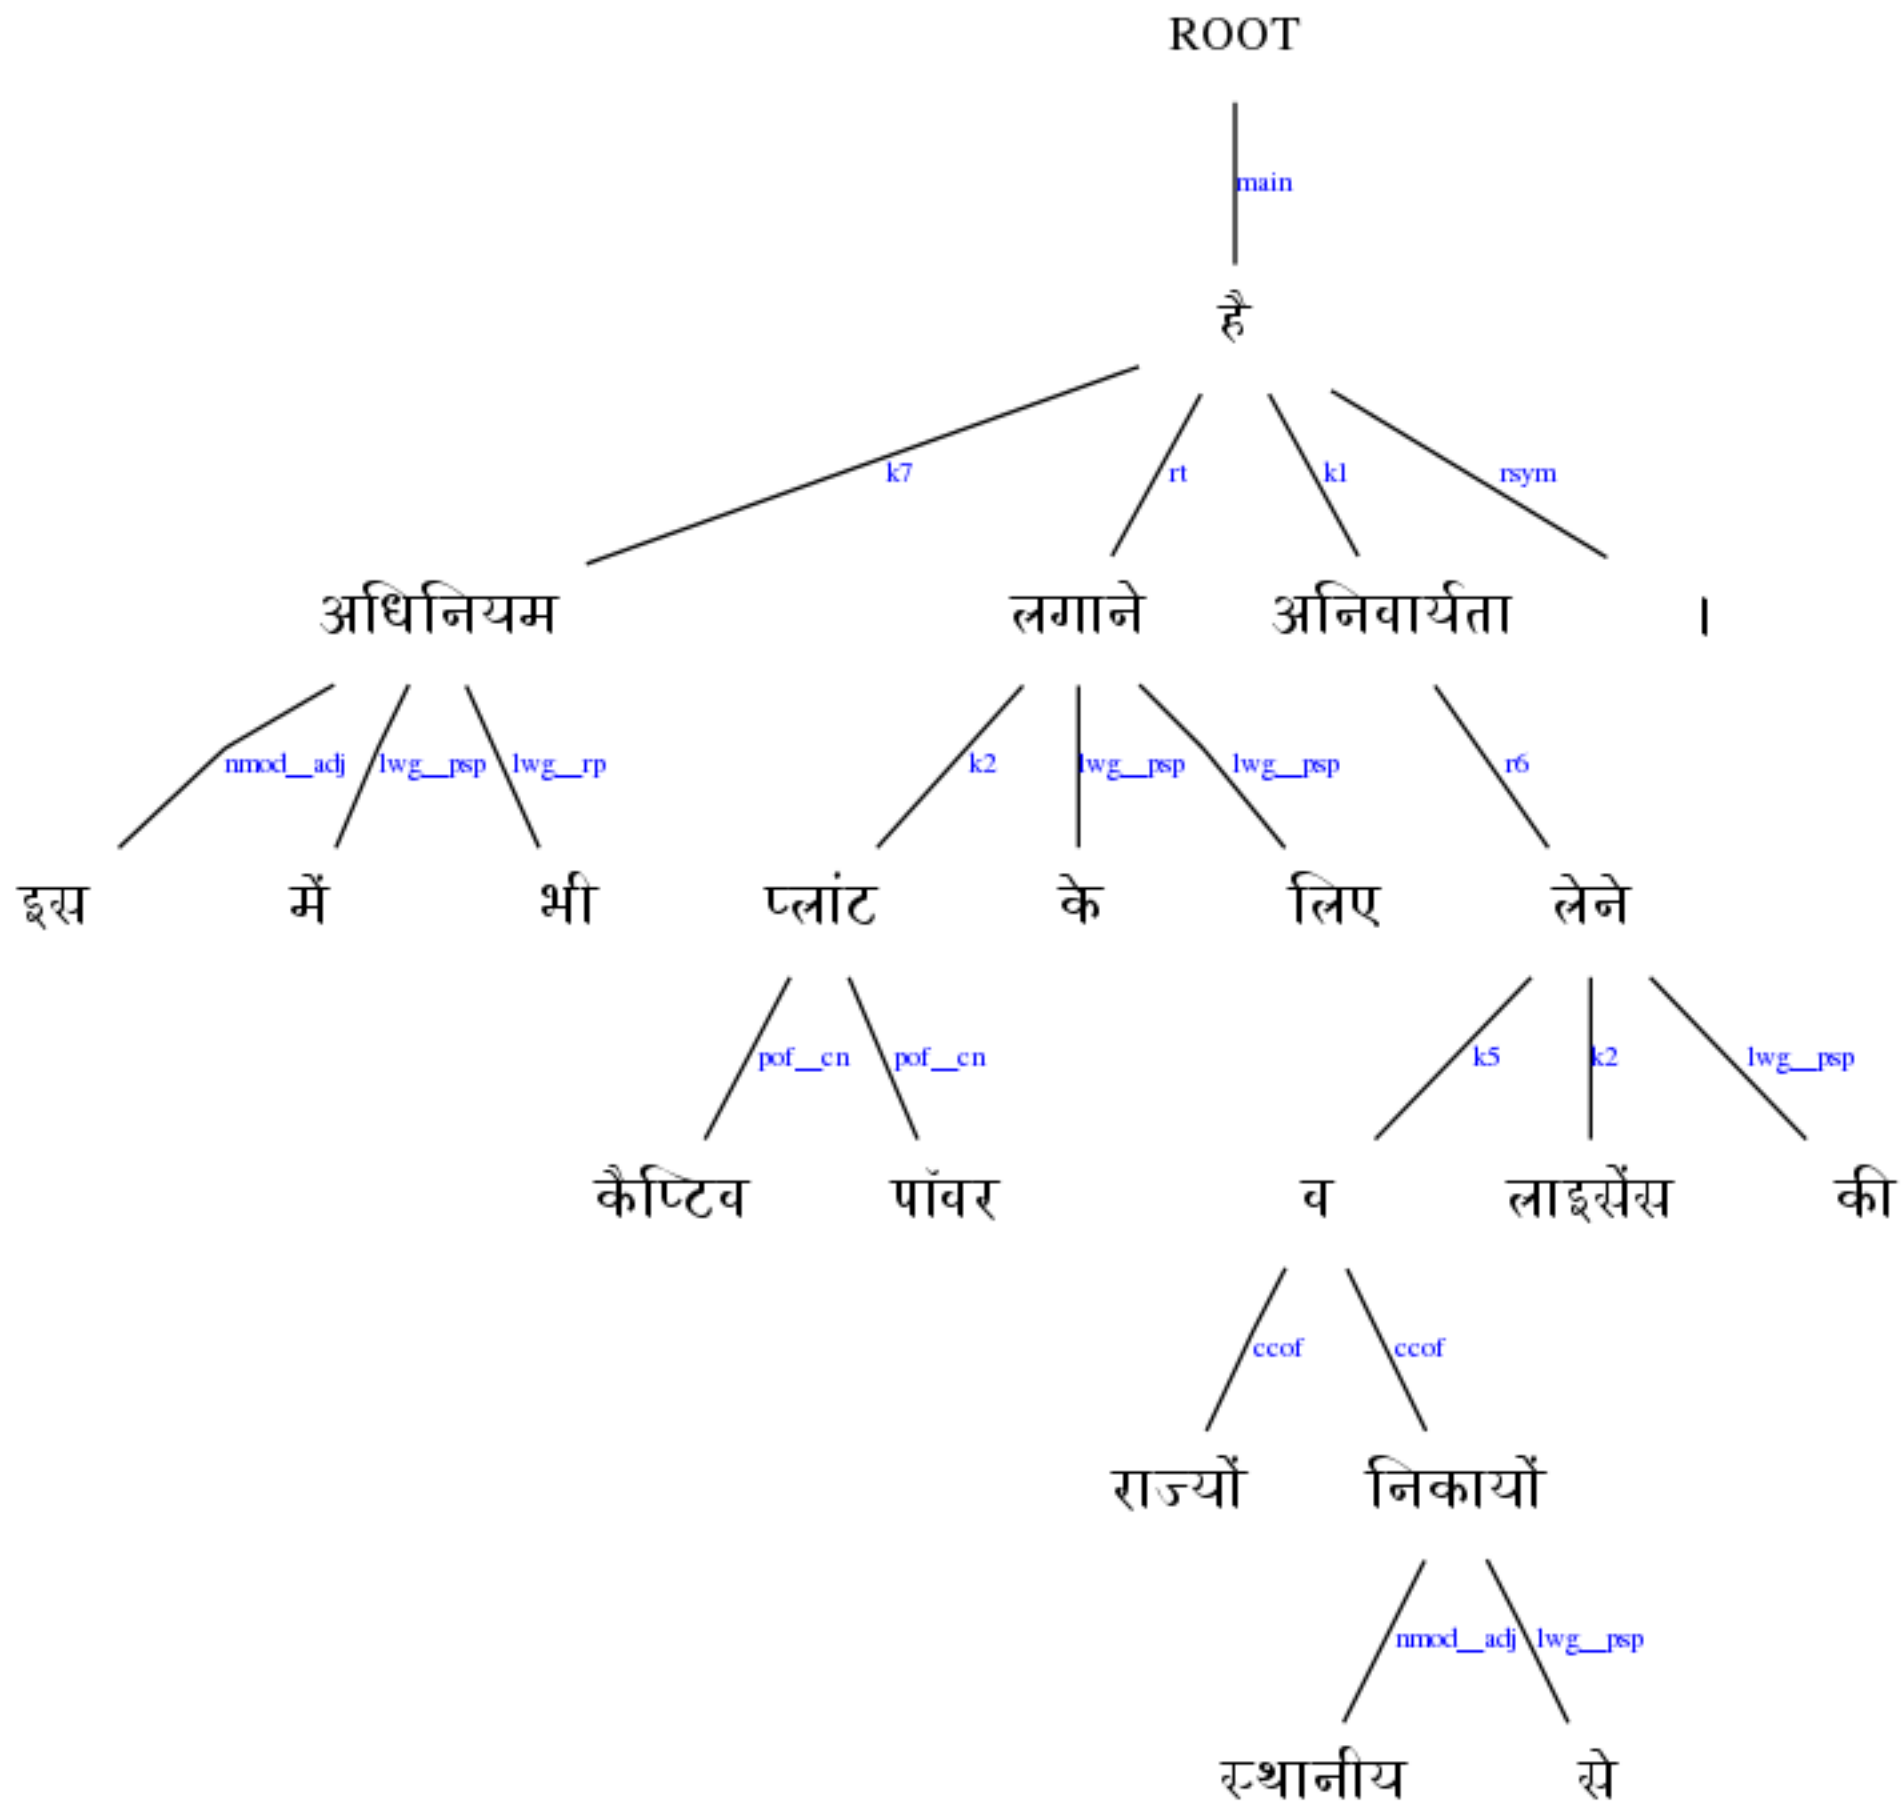 ROOT
main
है
k7 rt k1 rsym
अधिनियम लगाने अनिवार्यता ।
nmod__adj lwg__psp lwg__rp k2 lwg__psp lwg__psp r6
इस में भी प्लांट के लिए लेने
pof__cn pof__cn k5 k2 lwg__psp
कैप्टिव पॉवर व लाइसेंस की
ccof ccof
राज्यों निकायों
nmod__adj lwg__psp
स्थानीय से